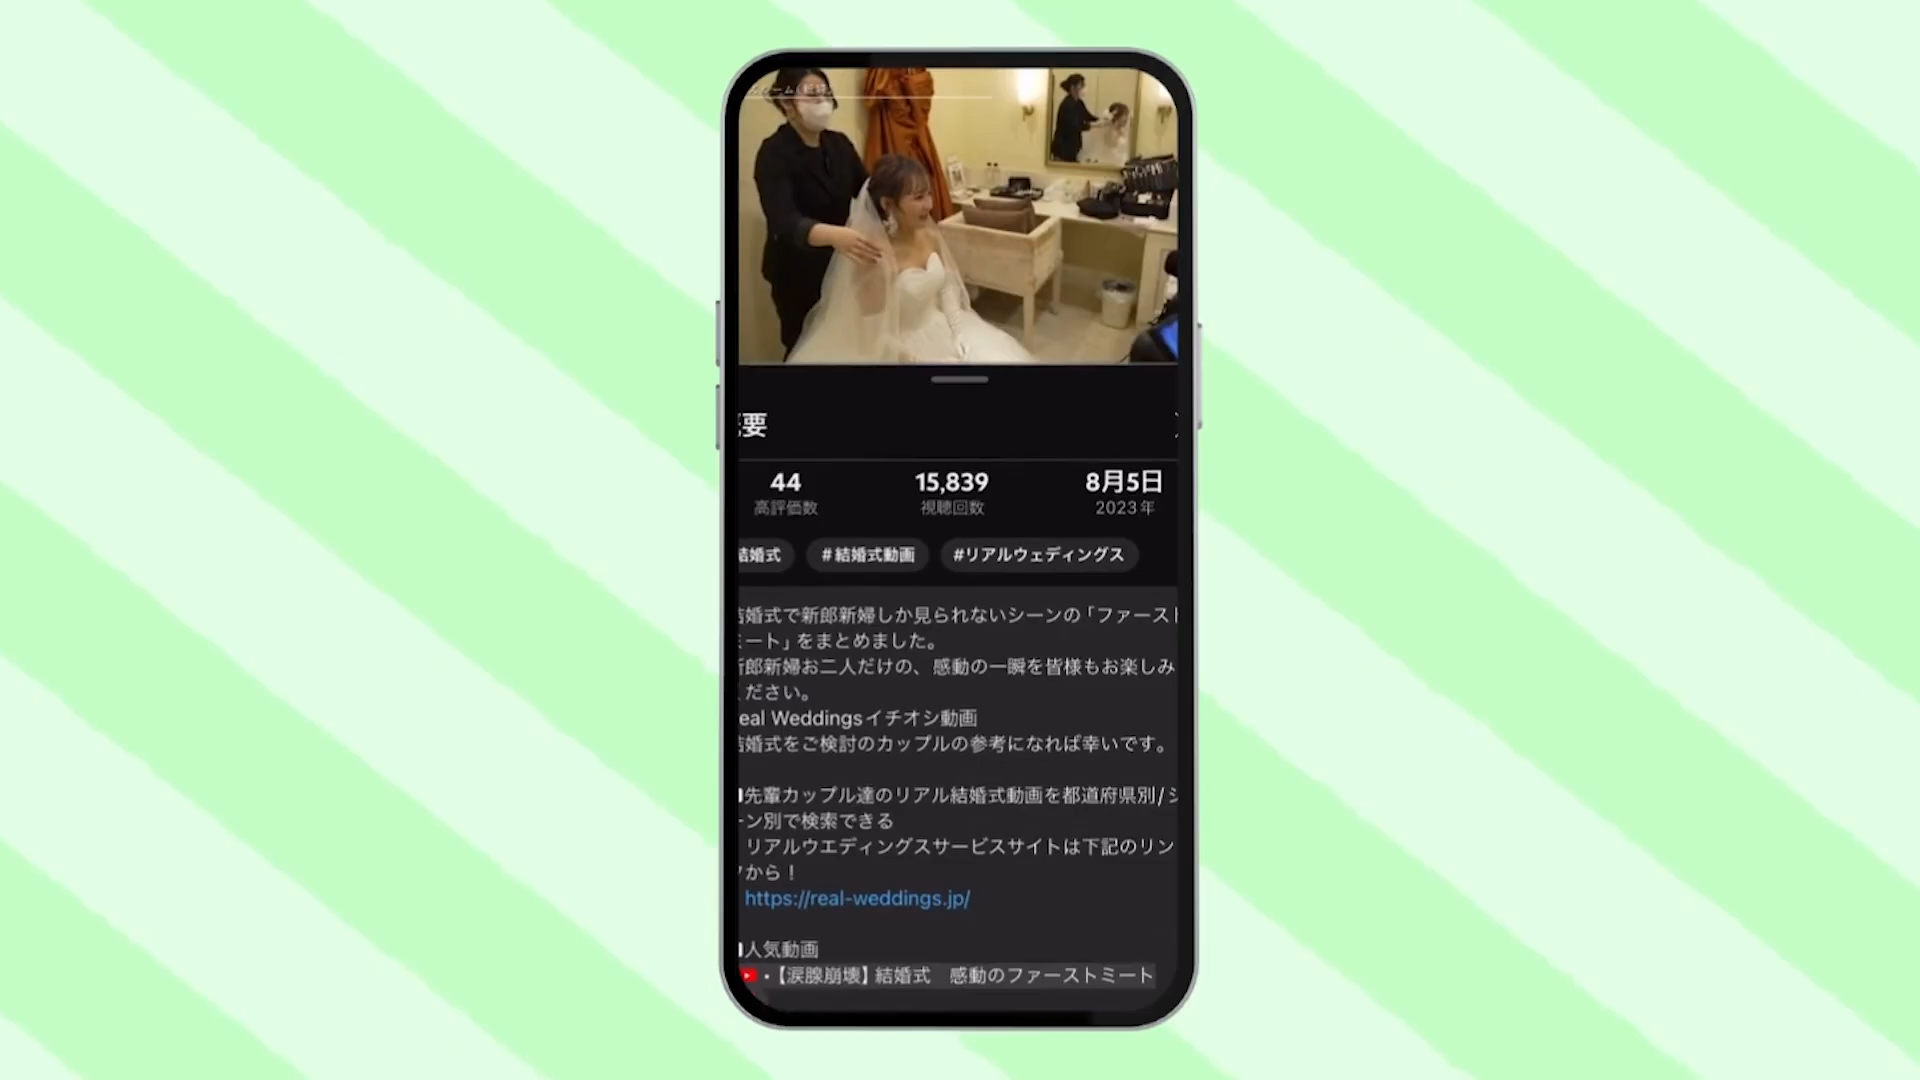 要
44
15,839
8月5日
高評価数
視聴回数
2023年
結婚式
#結婚式動画
#リアルウェディングス
結婚式で新郎新婦しか見られないシーンの「ファースト
ミート」をまとめました。
新郎新婦お二人だけの、感動の一瞬を皆様もお楽しみ
ください。
eal Weddingsイチオシ動画
結婚式をご検討のカップルの参考になれば幸いです。
先輩カップル達のリアル結婚式動画を都道府県別/シ
ーン別で検索できる
リアルウエディングスサービスサイトは下記のリン
クから！
https://real-weddings.jp/
人気動画
・【涙腺崩壊】結婚式　感動のファーストミート